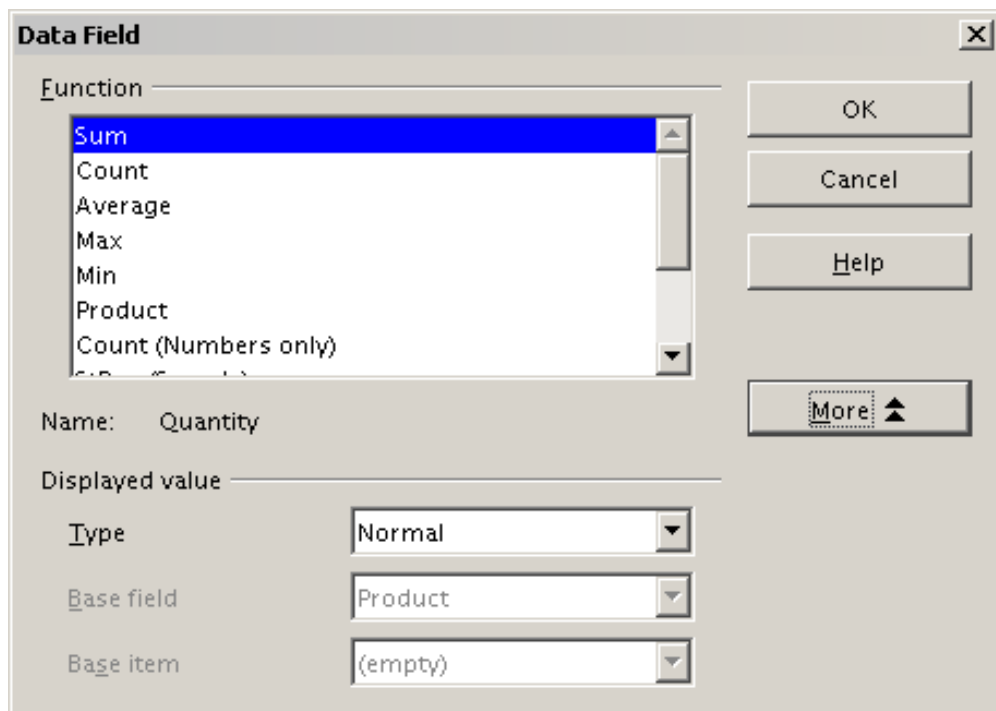 Data Field
Function
Sum
Count
Average
Max
Min
Product
Count (Numbers only)
OK
Cancel
Help
More
Name: Quantity
Displayed value
Type Normal
Base field Product
Base item (empty)